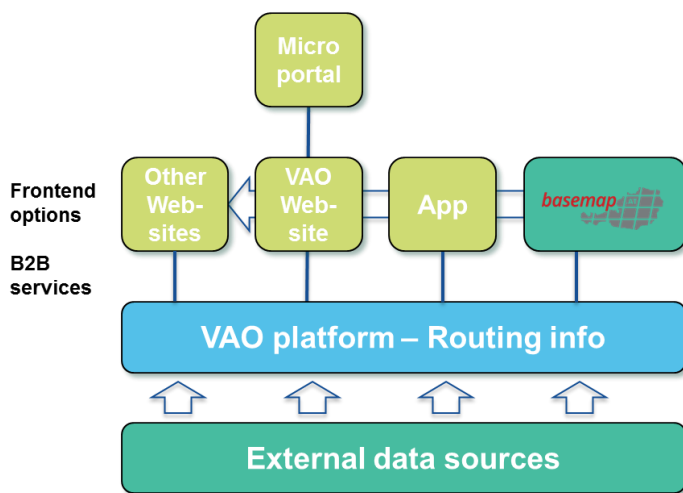 Micro
portal
Frontend
options
Other
Web-
sites
VAO
Web-
site
App
basemap
B2B
services
VAO platform – Routing info
External data sources